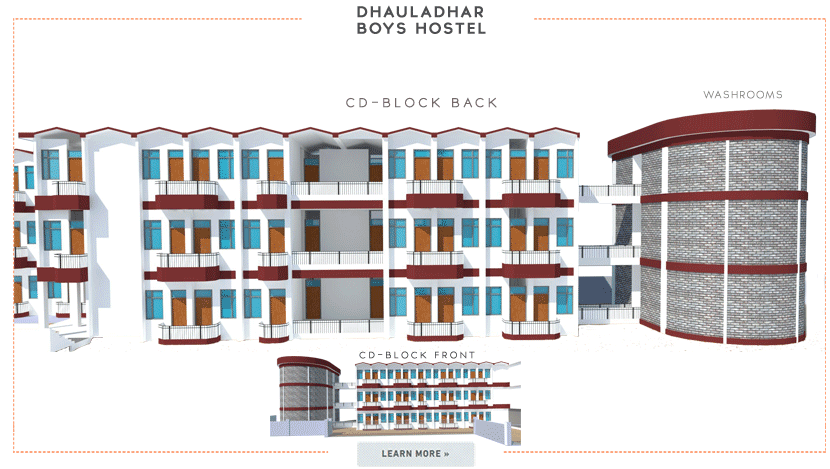 DHAULADHAR
BOYS HOSTEL
WASHROOMS
CD-BLOCK BACK
CD-BLOCK FRONT
LEARN MORE »